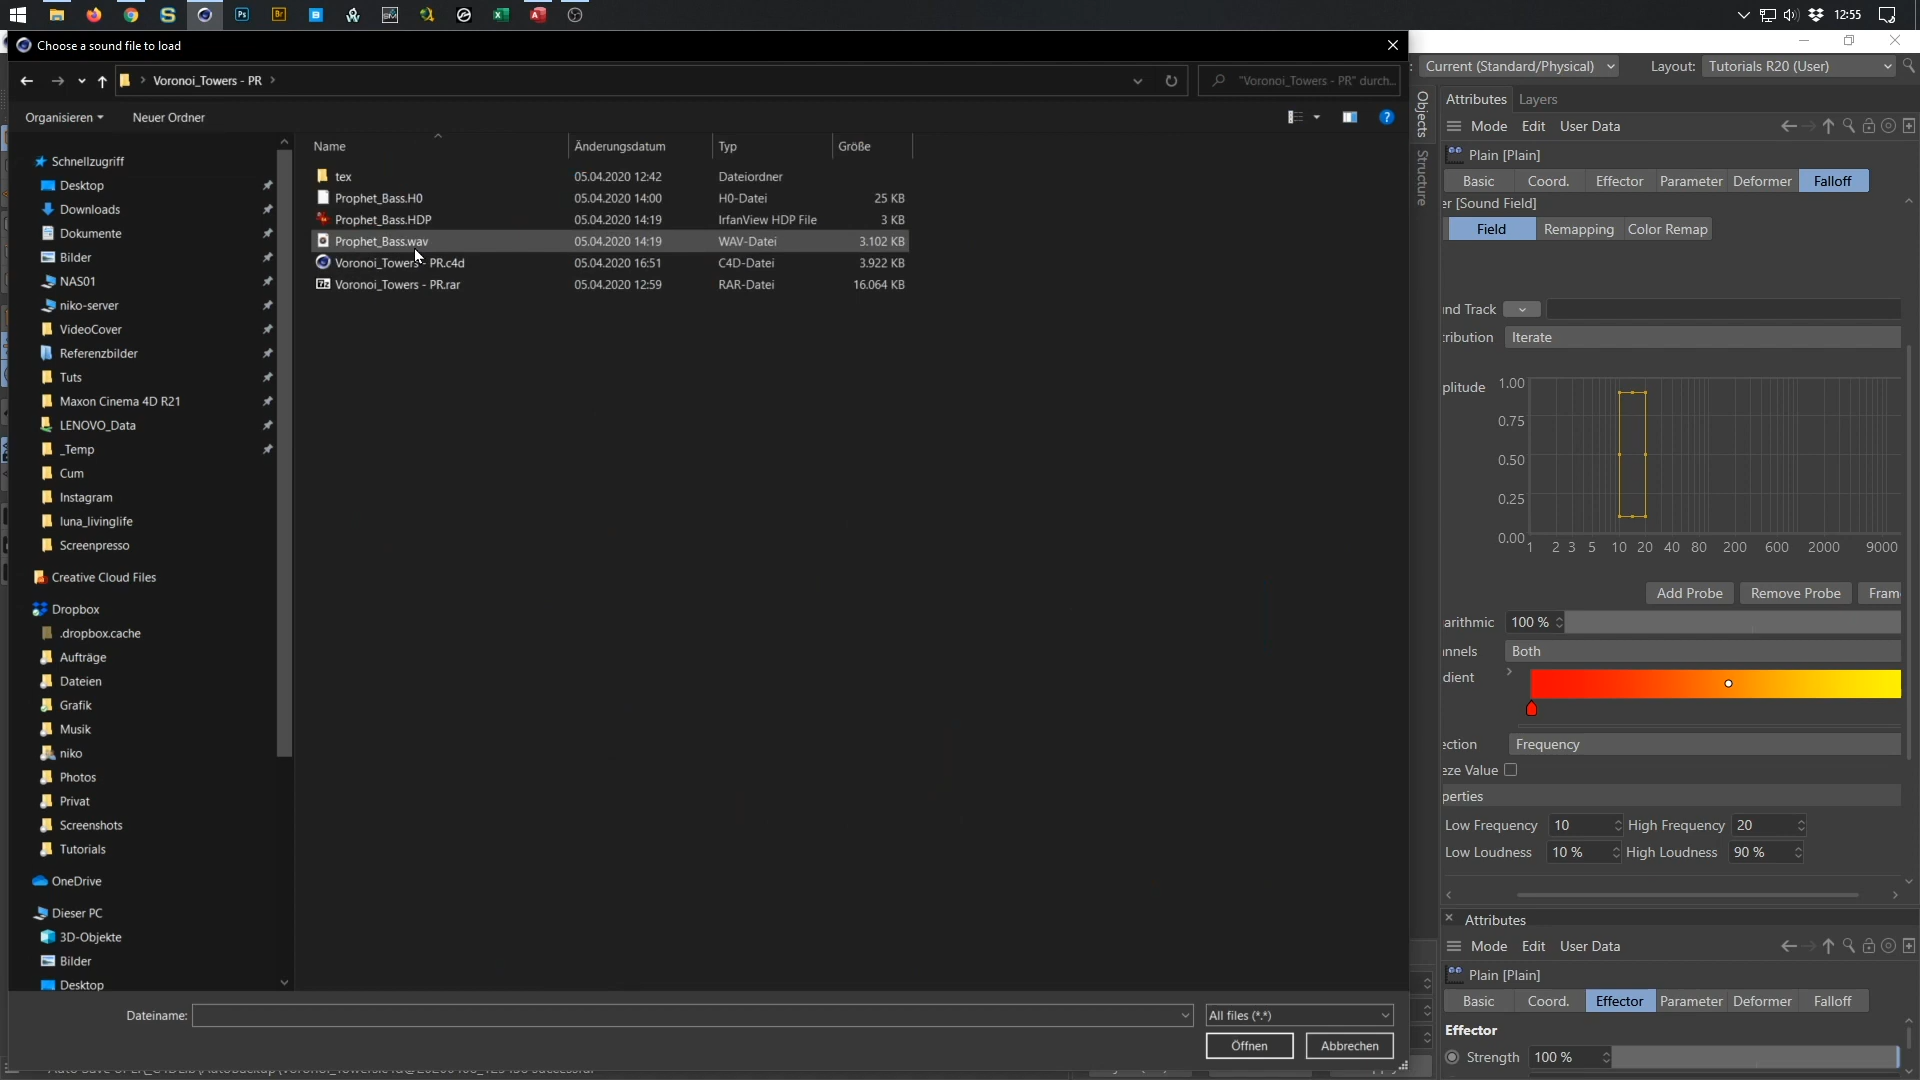 Ps
Br
12:55
Choose a sound file to load
Current (Standard/Physical)
Layout:
Tutorials R20 (User)
Voronoi_Towers - PR
"Voronoi_Towers - PR" durch...
Attributes
Layers
Objects
Structure
Organisieren
Neuer Ordner
Mode
Edit
User Data
Name
Änderungsdatum
Typ
Größe
Plain [Plain]
Basic
Coord.
Effector
Parameter
Deformer
Falloff
er [Sound Field]
Field
Remapping
Color Remap
tex
05.04.2020 12:42
Dateiordner
Prophet_Bass.H0
05.04.2020 14:00
H0-Datei
25 KB
Prophet_Bass.HDP
05.04.2020 14:19
IrfanView HDP File
3 KB
Prophet_Bass.wav
05.04.2020 14:19
WAV-Datei
3.102 KB
Voronoi_Towers - PR.c4d
05.04.2020 16:51
C4D-Datei
3.922 KB
Voronoi_Towers - PR.rar
05.04.2020 12:59
RAR-Datei
16.064 KB
Schnellzugriff
Desktop
Downloads
Dokumente
Bilder
NAS01
niko-server
VideoCover
Referenzbilder
Tuts
Maxon Cinema 4D R21
LENOVO_Data
_Temp
Cum
Instagram
luna_livinglife
Screenpresso
Creative Cloud Files
Dropbox
.dropbox.cache
Aufträge
Dateien
Grafik
Musik
niko
Photos
Privat
Screenshots
Tutorials
OneDrive
Dieser PC
3D-Objekte
Bilder
Desktop
und Track
tribution
Iterate
plitude
1.00
0.75
0.50
0.25
0.00
1 2 3 5 10 20 40 80 200 600 2000 9000
Add Probe
Remove Probe
Fram
arithmic
100 %
nnels
Both
dient
ection
Frequency
eze Value
perties
Low Frequency
10
High Frequency
20
Low Loudness
10 %
High Loudness
90 %
Attributes
Mode
Edit
User Data
Plain [Plain]
Basic
Coord.
Effector
Parameter
Deformer
Falloff
Effector
Strength
100 %
Dateiname:
All files (*.*)
Öffnen
Abbrechen